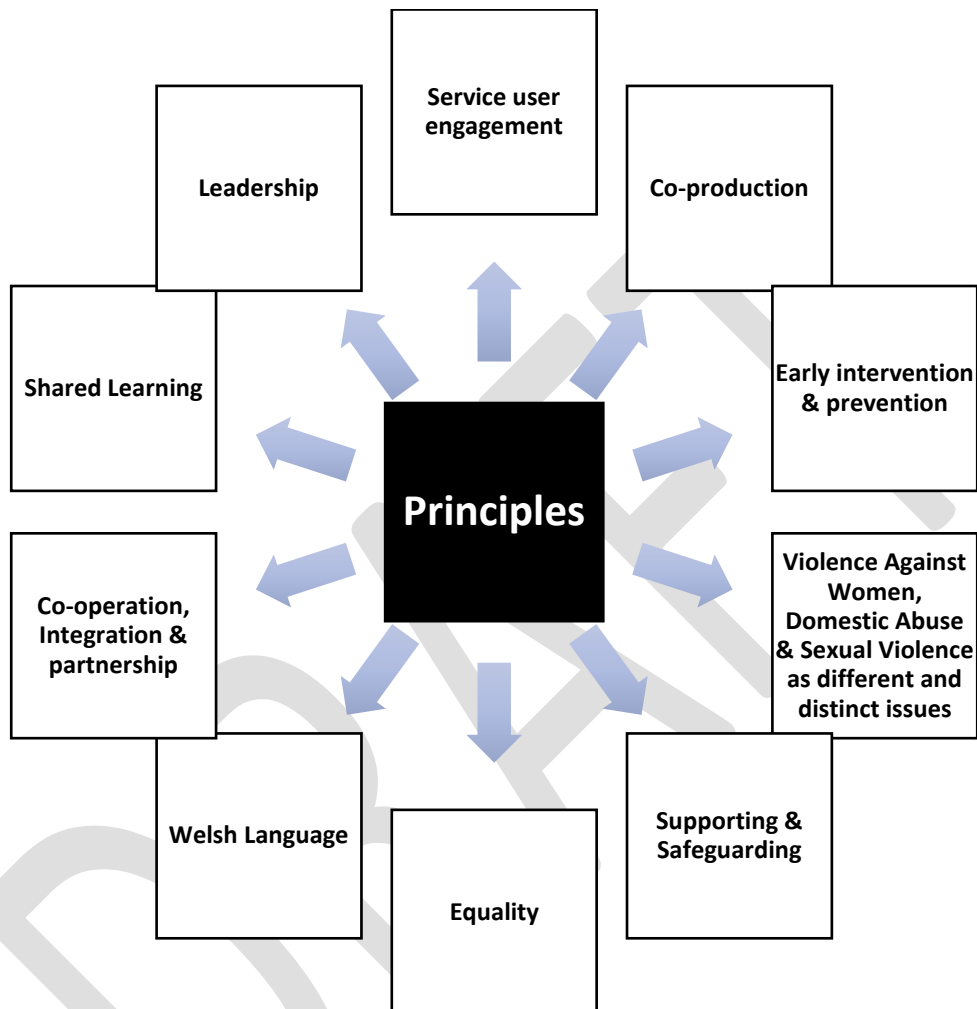 Service user
engagement
Leadership
Co-production
Shared Learning
Early intervention
& prevention
Principles
Co-operation,
Integration &
partnership
Violence Against
Women,
Domestic Abuse
& Sexual Violence
as different and
distinct issues
Welsh Language
Supporting &
Safeguarding
Equality
DRAFT